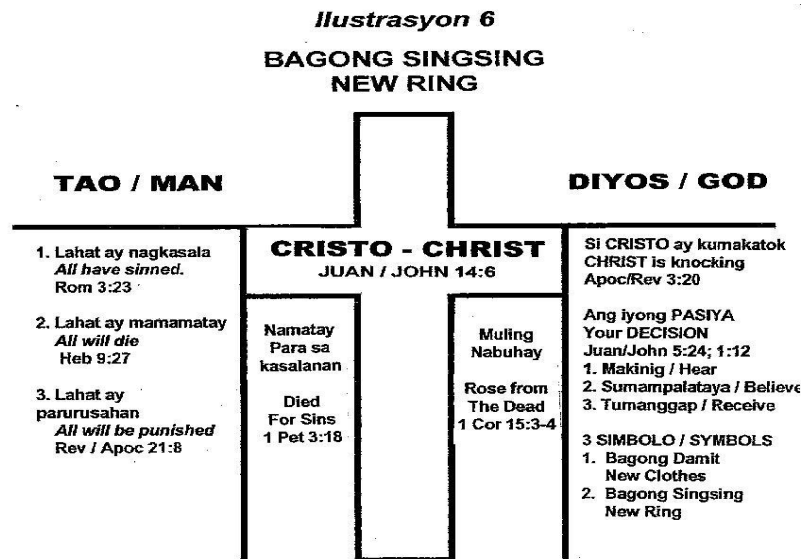 Ilustrasyon 6
BAGONG SINGSING
NEW RING
TAO / MAN
DIYOS / GOD
1. Lahat ay nagkasala
All have sinned.
Rom 3:23
2. Lahat ay mamamatay
All will die
Heb 9:27
3. Lahat ay
parurusahan
All will be punished
Rev / Apoc 21:8
CRISTO - CHRIST
JUAN / JOHN 14:6
Namatay
Para sa
kasalanan
Died
For Sins
1 Pet 3:18
Muling
Nabuhay
Rose from
The Dead
1 Cor 15:3-4
Si CRISTO ay kumakatok
CHRIST is knocking
Apoc/Rev 3:20
Ang iyong PASIYA
Your DECISION
Juan/John 5:24; 1:12
1. Makinig / Hear
2. Sumampalataya / Believe
3. Tumanggap / Receive
3 SIMBOLO / SYMBOLS
1. Bagong Damit
New Clothes
2. Bagong Singsing
New Ring